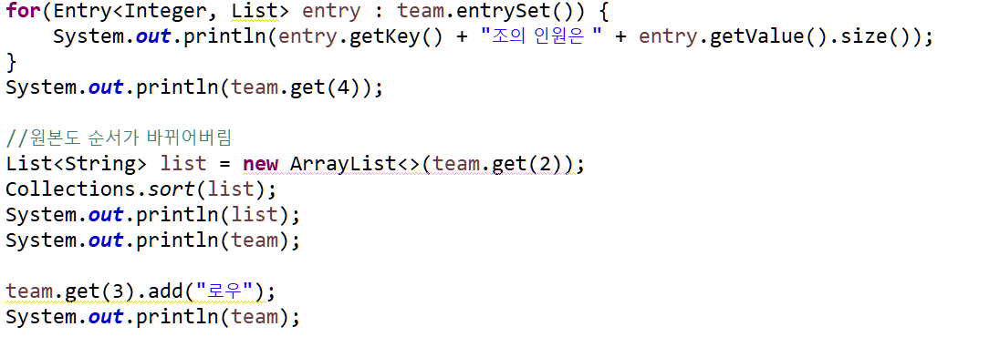 for(Entry<Integer, List> entry : team.entrySet()) {
    System.out.println(entry.getKey() + "조의 인원은 " + entry.getValue().size());
}
System.out.println(team.get(4));

//원본도 순서가 바뀌어버림
List<String> list = new ArrayList<>(team.get(2));
Collections.sort(list);
System.out.println(list);
System.out.println(team);

team.get(3).add("로우");
System.out.println(team);